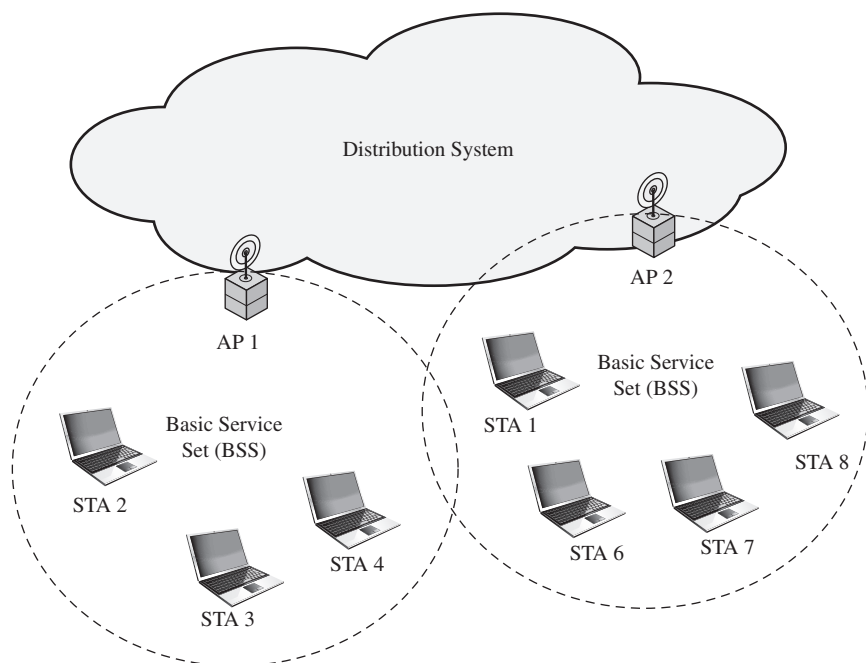 Distribution System
AP 2
AP 1
Basic Service
Set (BSS)
STA 1
STA 8
Basic Service
Set (BSS)
STA 2
STA 6
STA 7
STA 4
STA 3